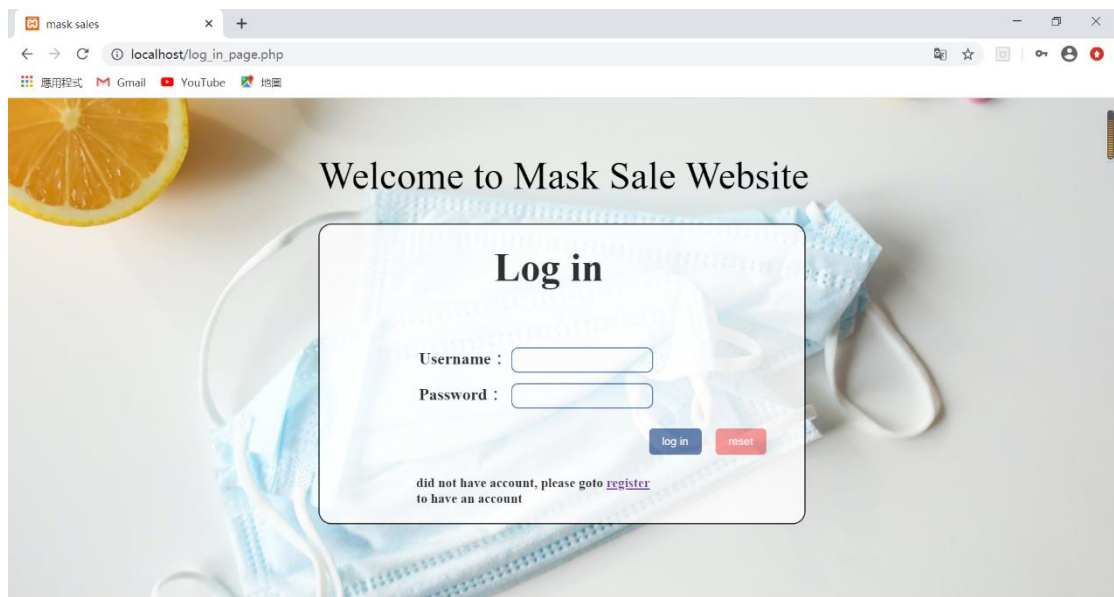 mask sales
localhost/log_in_page.php
應用程式 Gmail YouTube 地圖
Welcome to Mask Sale Website
Log in
Username：
Password：
log in reset
did not have account, please goto register
to have an account